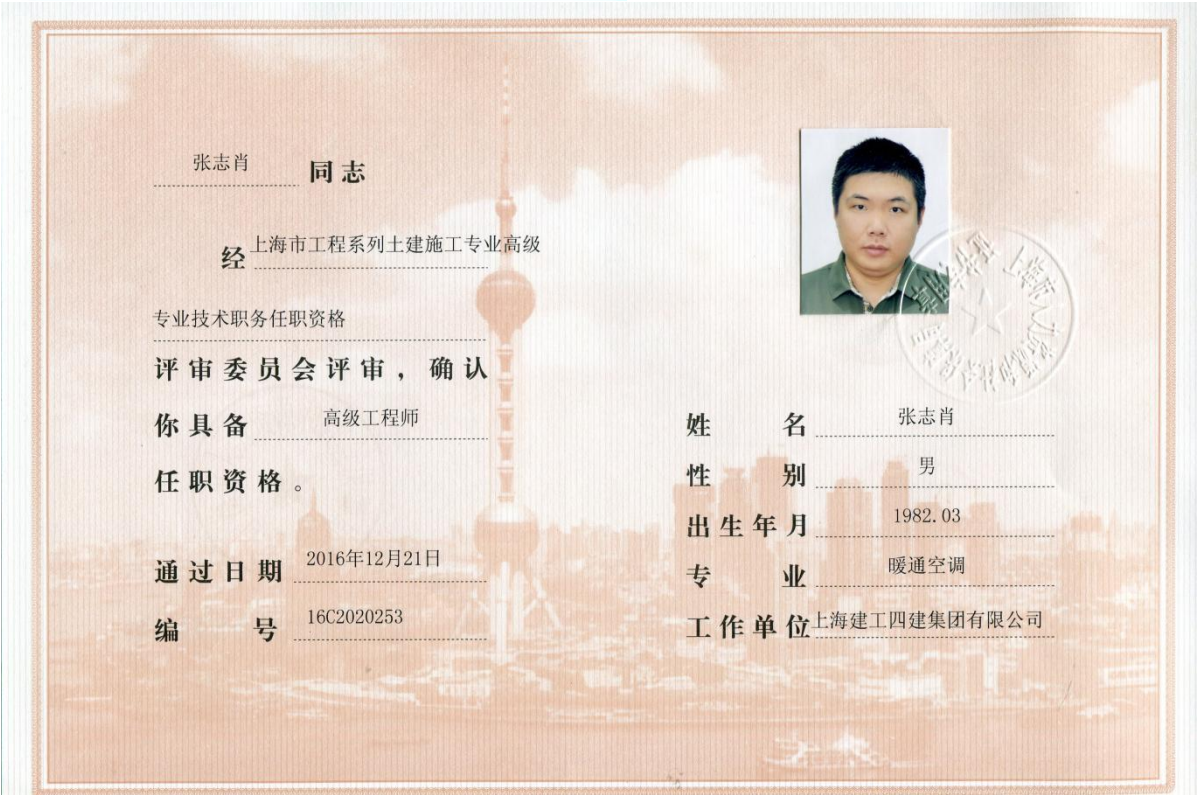 张志肖 同志
经 上海市工程系列土建施工专业高级
专业技术职务任职资格
评审委员会评审，确认
你具备 高级工程师
任职资格。
通过日期 2016年12月21日
编 号 16C2020253
姓 名 张志肖
性 别 男
出生年月 1982.03
专 业 暖通空调
工作单位 上海建工四建集团有限公司